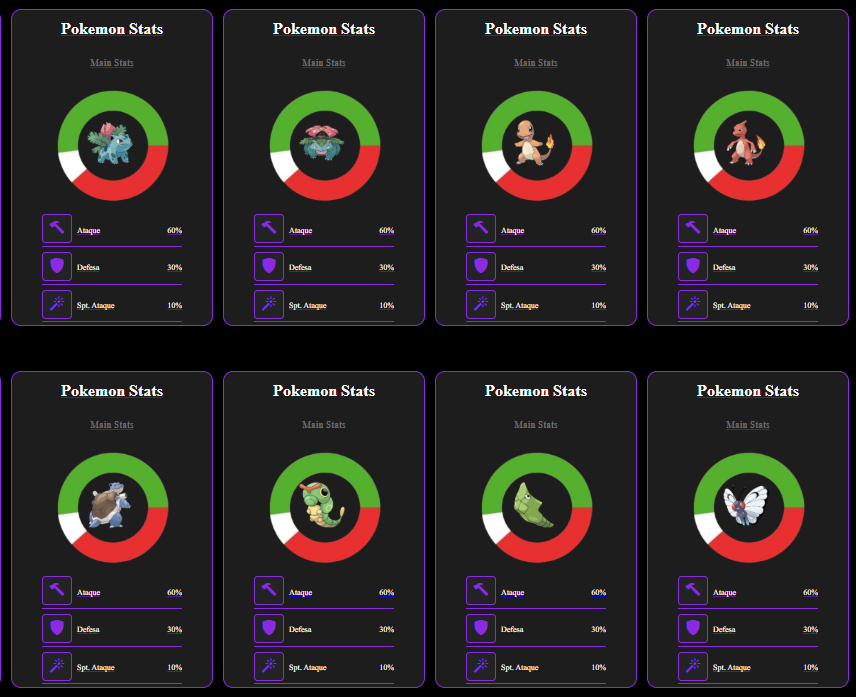 Pokemon Stats Pokemon Stats Pokemon Stats Pokemon Stats
Main Stats Main Stats Main Stats Main Stats
Ataque 60% Ataque 60% Ataque 60% Ataque 60%
Defesa 30% Defesa 30% Defesa 30% Defesa 30%
Spt. Ataque 10% Spt. Ataque 10% Spt. Ataque 10% Spt. Ataque 10%
Pokemon Stats Pokemon Stats Pokemon Stats Pokemon Stats
Main Stats Main Stats Main Stats Main Stats
Ataque 60% Ataque 60% Ataque 60% Ataque 60%
Defesa 30% Defesa 30% Defesa 30% Defesa 30%
Spt. Ataque 10% Spt. Ataque 10% Spt. Ataque 10% Spt. Ataque 10%